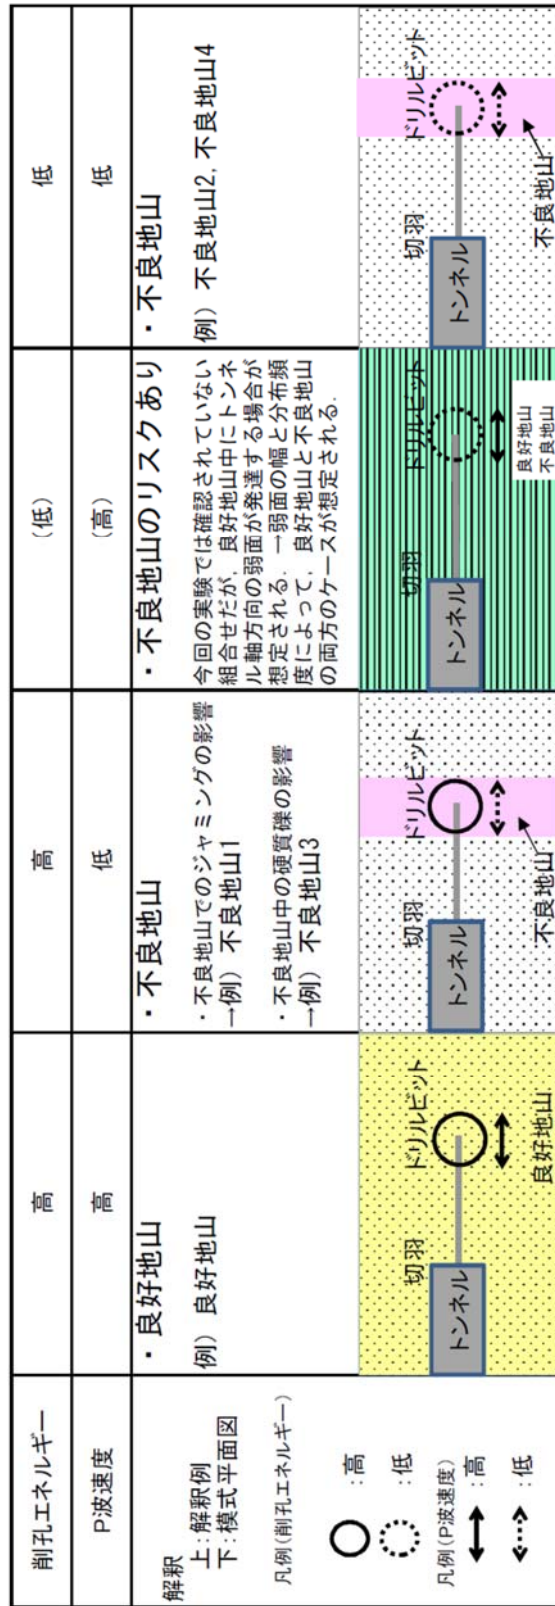 削孔エネルギー
高
高
(低)
低
P波速度
高
低
(高)
低
解釈
上:解釈例
下:模式平面図
凡例(削孔エネルギー)
:高
:低
凡例(P波速度)
:高
:低
・良好地山
例) 良好地山
切羽
ドリルビット
トンネル
良好地山
・不良地山
・不良地山でのジャミングの影響
→例) 不良地山1
・不良地山中の硬質礫の影響
→例) 不良地山3
切羽
ドリルビット
トンネル
不良地山
・不良地山のリスクあり
今回の実験では確認されていない
組合せだが, 良好地山中にトンネ
ル軸方向の弱面が発達する場合が
想定される. →弱面の幅と分布頻
度によって, 良好地山と不良地山
の両方のケースが想定される.
切羽
ドリルビット
トンネル
良好地山
不良地山
・不良地山
例) 不良地山2, 不良地山4
切羽
ドリルビット
トンネル
不良地山